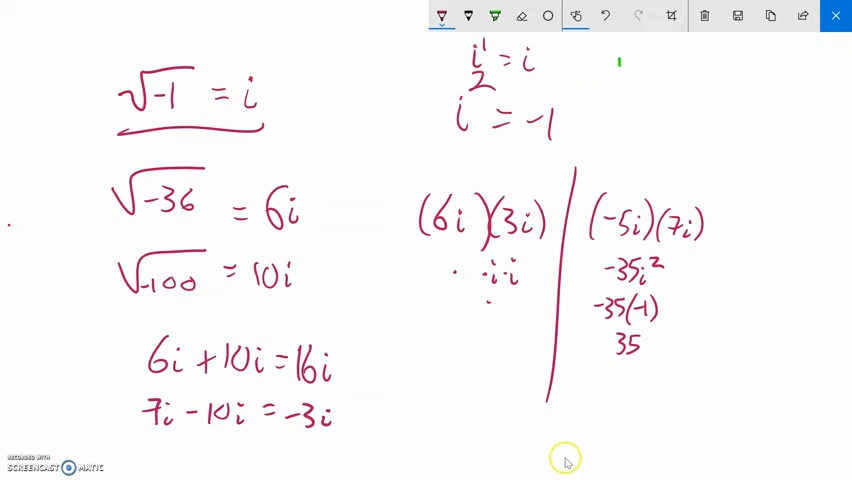 √-1 = i
√-36 = 6i
√-100 = 10i
6i + 10i = 16i
7i - 10i = -3i
i¹ = i
i² = -1
(6i)(3i)
· ·i·i
(-5i)(7i)
-35i²
-35(-1)
35
RECORDED WITH
SCREENCAST MATIC